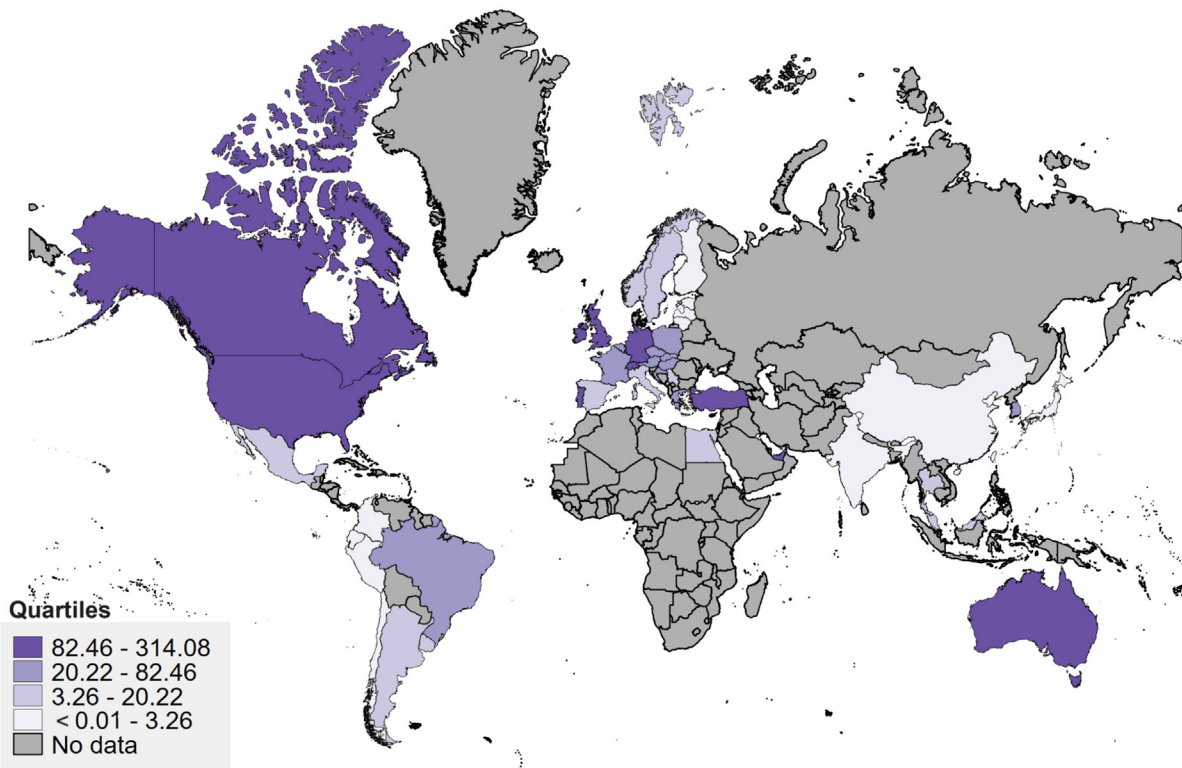 Quartiles
82.46 - 314.08
20.22 - 82.46
3.26 - 20.22
< 0.01 - 3.26
No data